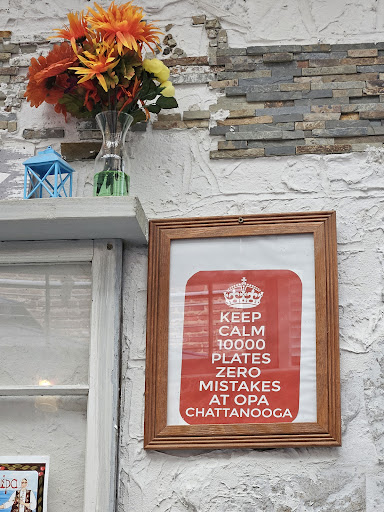 KEEP
CALM
10000
PLATES
ZERO
MISTAKES
AT OPA
CHATTANOOGA